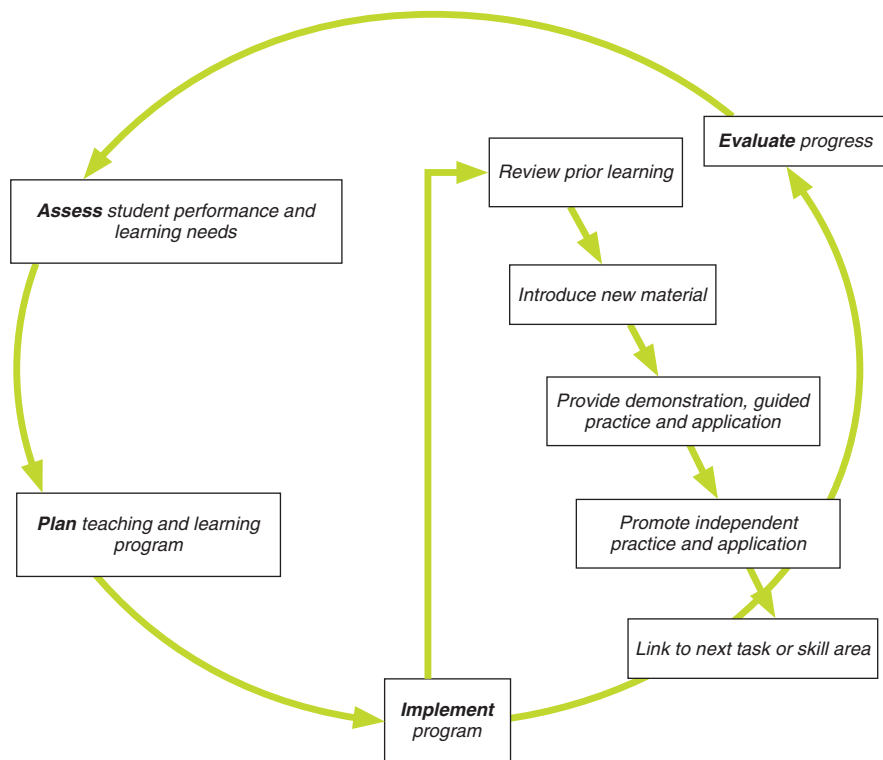 Evaluate progress
Review prior learning
Assess student performance and
learning needs
Introduce new material
Provide demonstration, guided
practice and application
Plan teaching and learning
program
Promote independent
practice and application
Link to next task or skill area
Implement
program